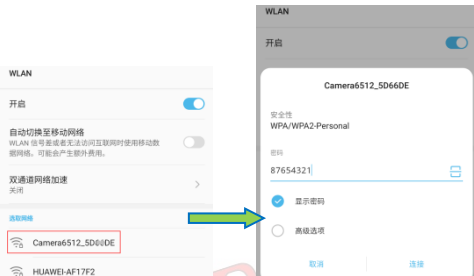 WLAN
开启
自动切换至移动网络
WLAN 信号差或者无法访问互联网时使用移动数
据网络。可能会产生额外费用。
双通道网络加速
关闭
选取网络
Camera6512_5D66DE
HUAWEI-AF17F2
WLAN
开启
Camera6512_5D66DE
安全性
WPA/WPA2-Personal
密码
87654321
显示密码
高级选项
取消
连接